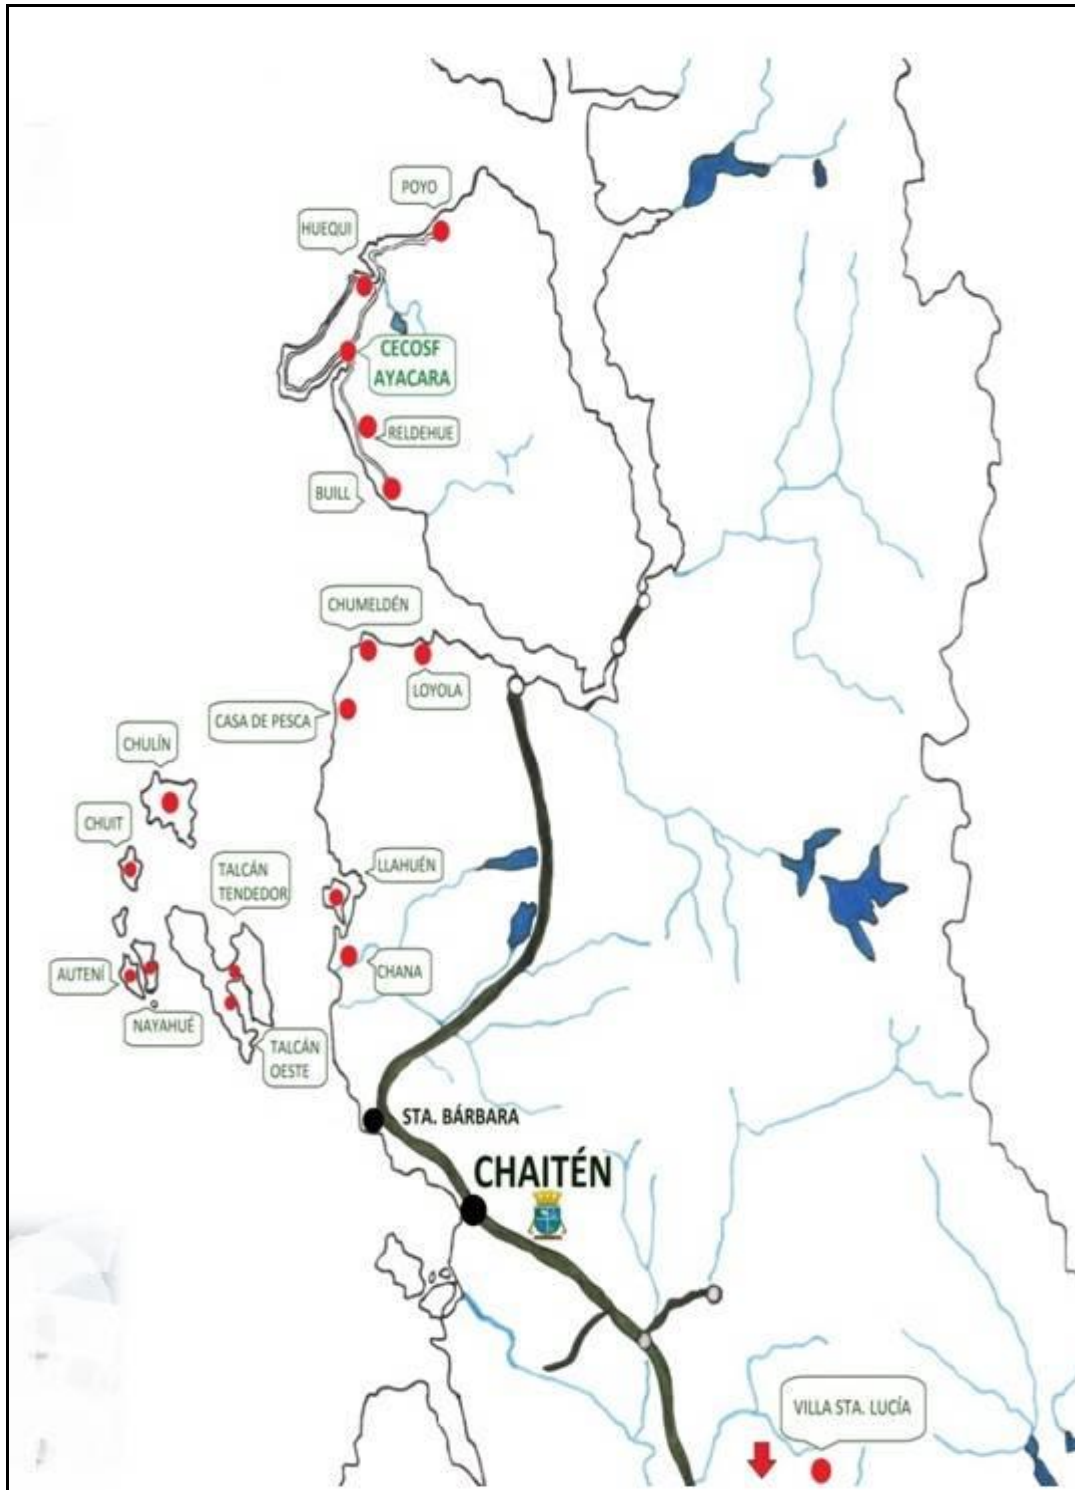 POYO
HUEQUI
CECOSF
AYACARA
RELDEHUE
BUILL
CHUMELDÉN
LOYOLA
CASA DE PESCA
CHULÍN
CHUIT
TALCÁN
TENDEDOR
LLAHUÉN
AUTENÍ
CHANA
NAYAHUÉ
TALCÁN
OESTE
STA. BÁRBARA
CHAITÉN
VILLA STA. LUCÍA